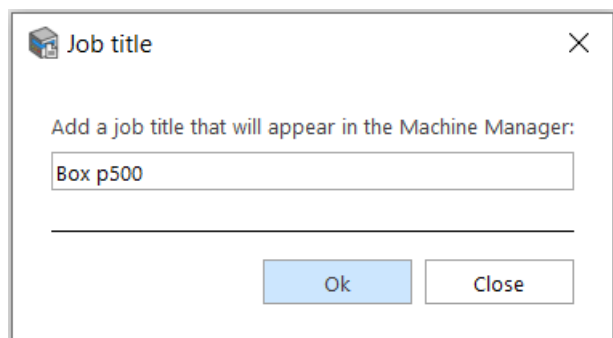 Job title
Add a job title that will appear in the Machine Manager:
Box p500
Ok Close